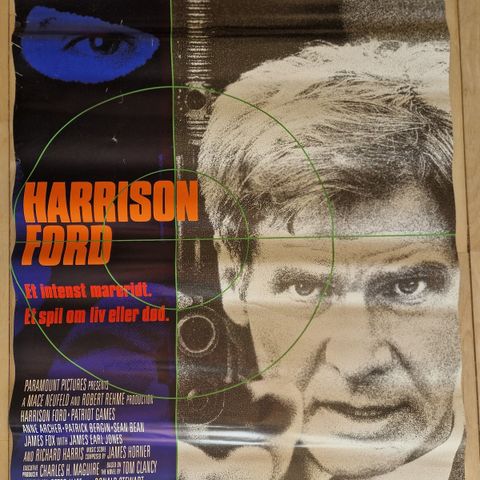 HARRISON
FORD
Et intenst mareridt.
Et spil om liv eller død.
PARAMOUNT PICTURES PRESENTS
A MACE NEUFELD AND ROBERT REHME PRODUCTION
HARRISON FORD · PATRIOT GAMES
ANNE ARCHER · PATRICK BERGIN · SEAN BEAN
JAMES FOX WITH JAMES EARL JONES
AND RICHARD HARRIS MUSIC SCORE COMPOSED BY JAMES HORNER
EXECUTIVE PRODUCER CHARLES H. MAGUIRE BASED ON THE NOVEL BY TOM CLANCY
DONALD STEWART